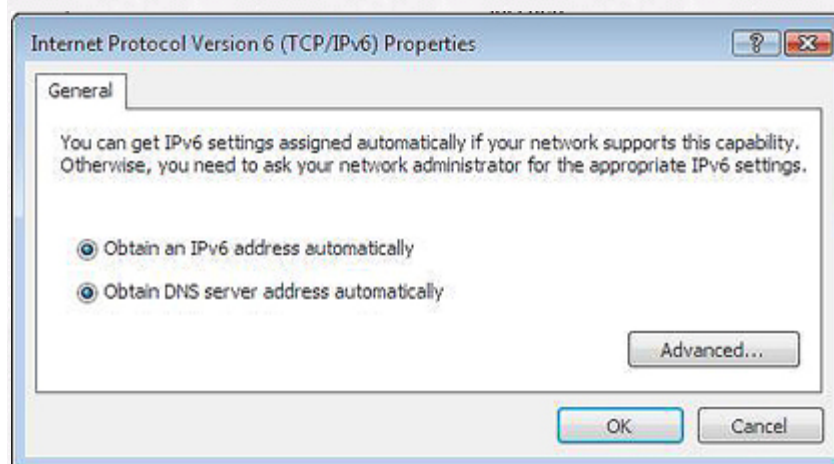 Internet Protocol Version 6 (TCP/IPv6) Properties
General
You can get IPv6 settings assigned automatically if your network supports this capability.
Otherwise, you need to ask your network administrator for the appropriate IPv6 settings.
Obtain an IPv6 address automatically
Obtain DNS server address automatically
Advanced...
OK
Cancel